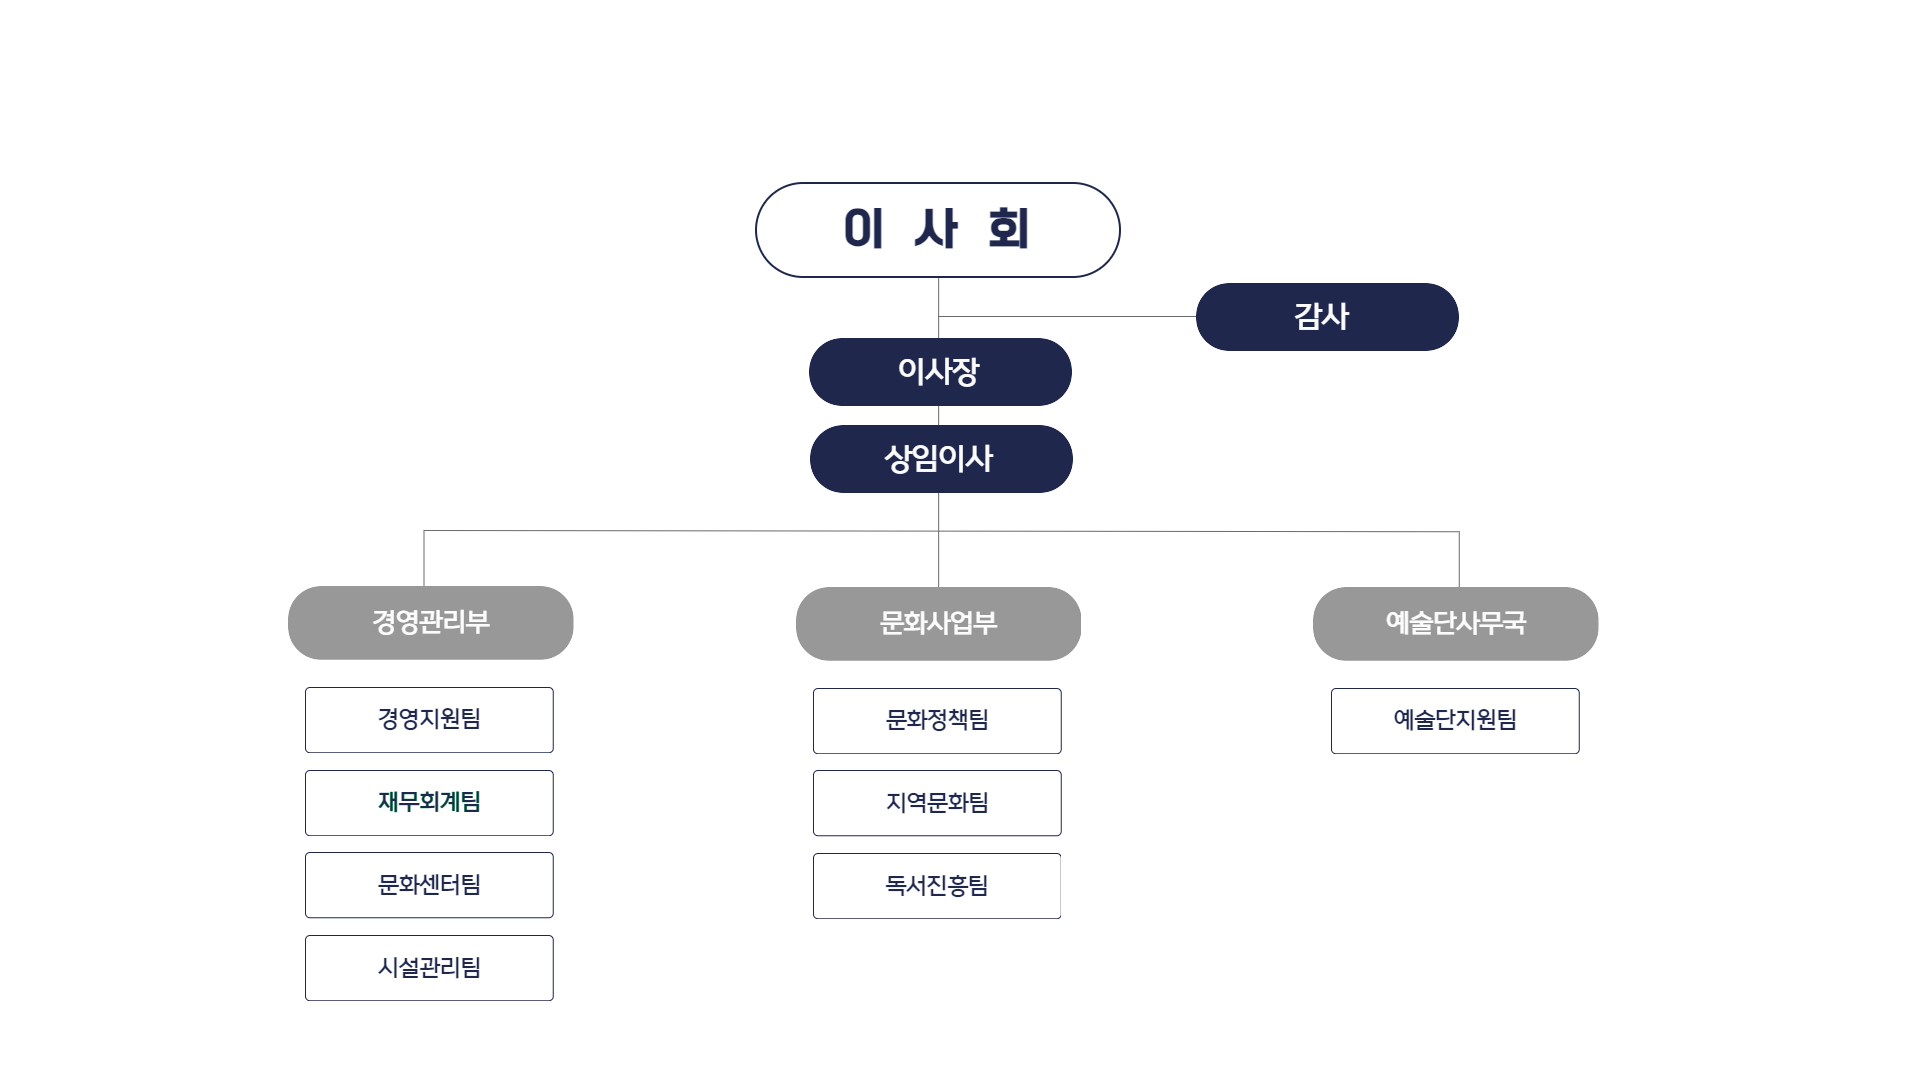 이 사 회
감사
이사장
상임이사
경영관리부
문화사업부
예술단사무국
경영지원팀
문화정책팀
예술단지원팀
재무회계팀
지역문화팀
문화센터팀
독서진흥팀
시설관리팀